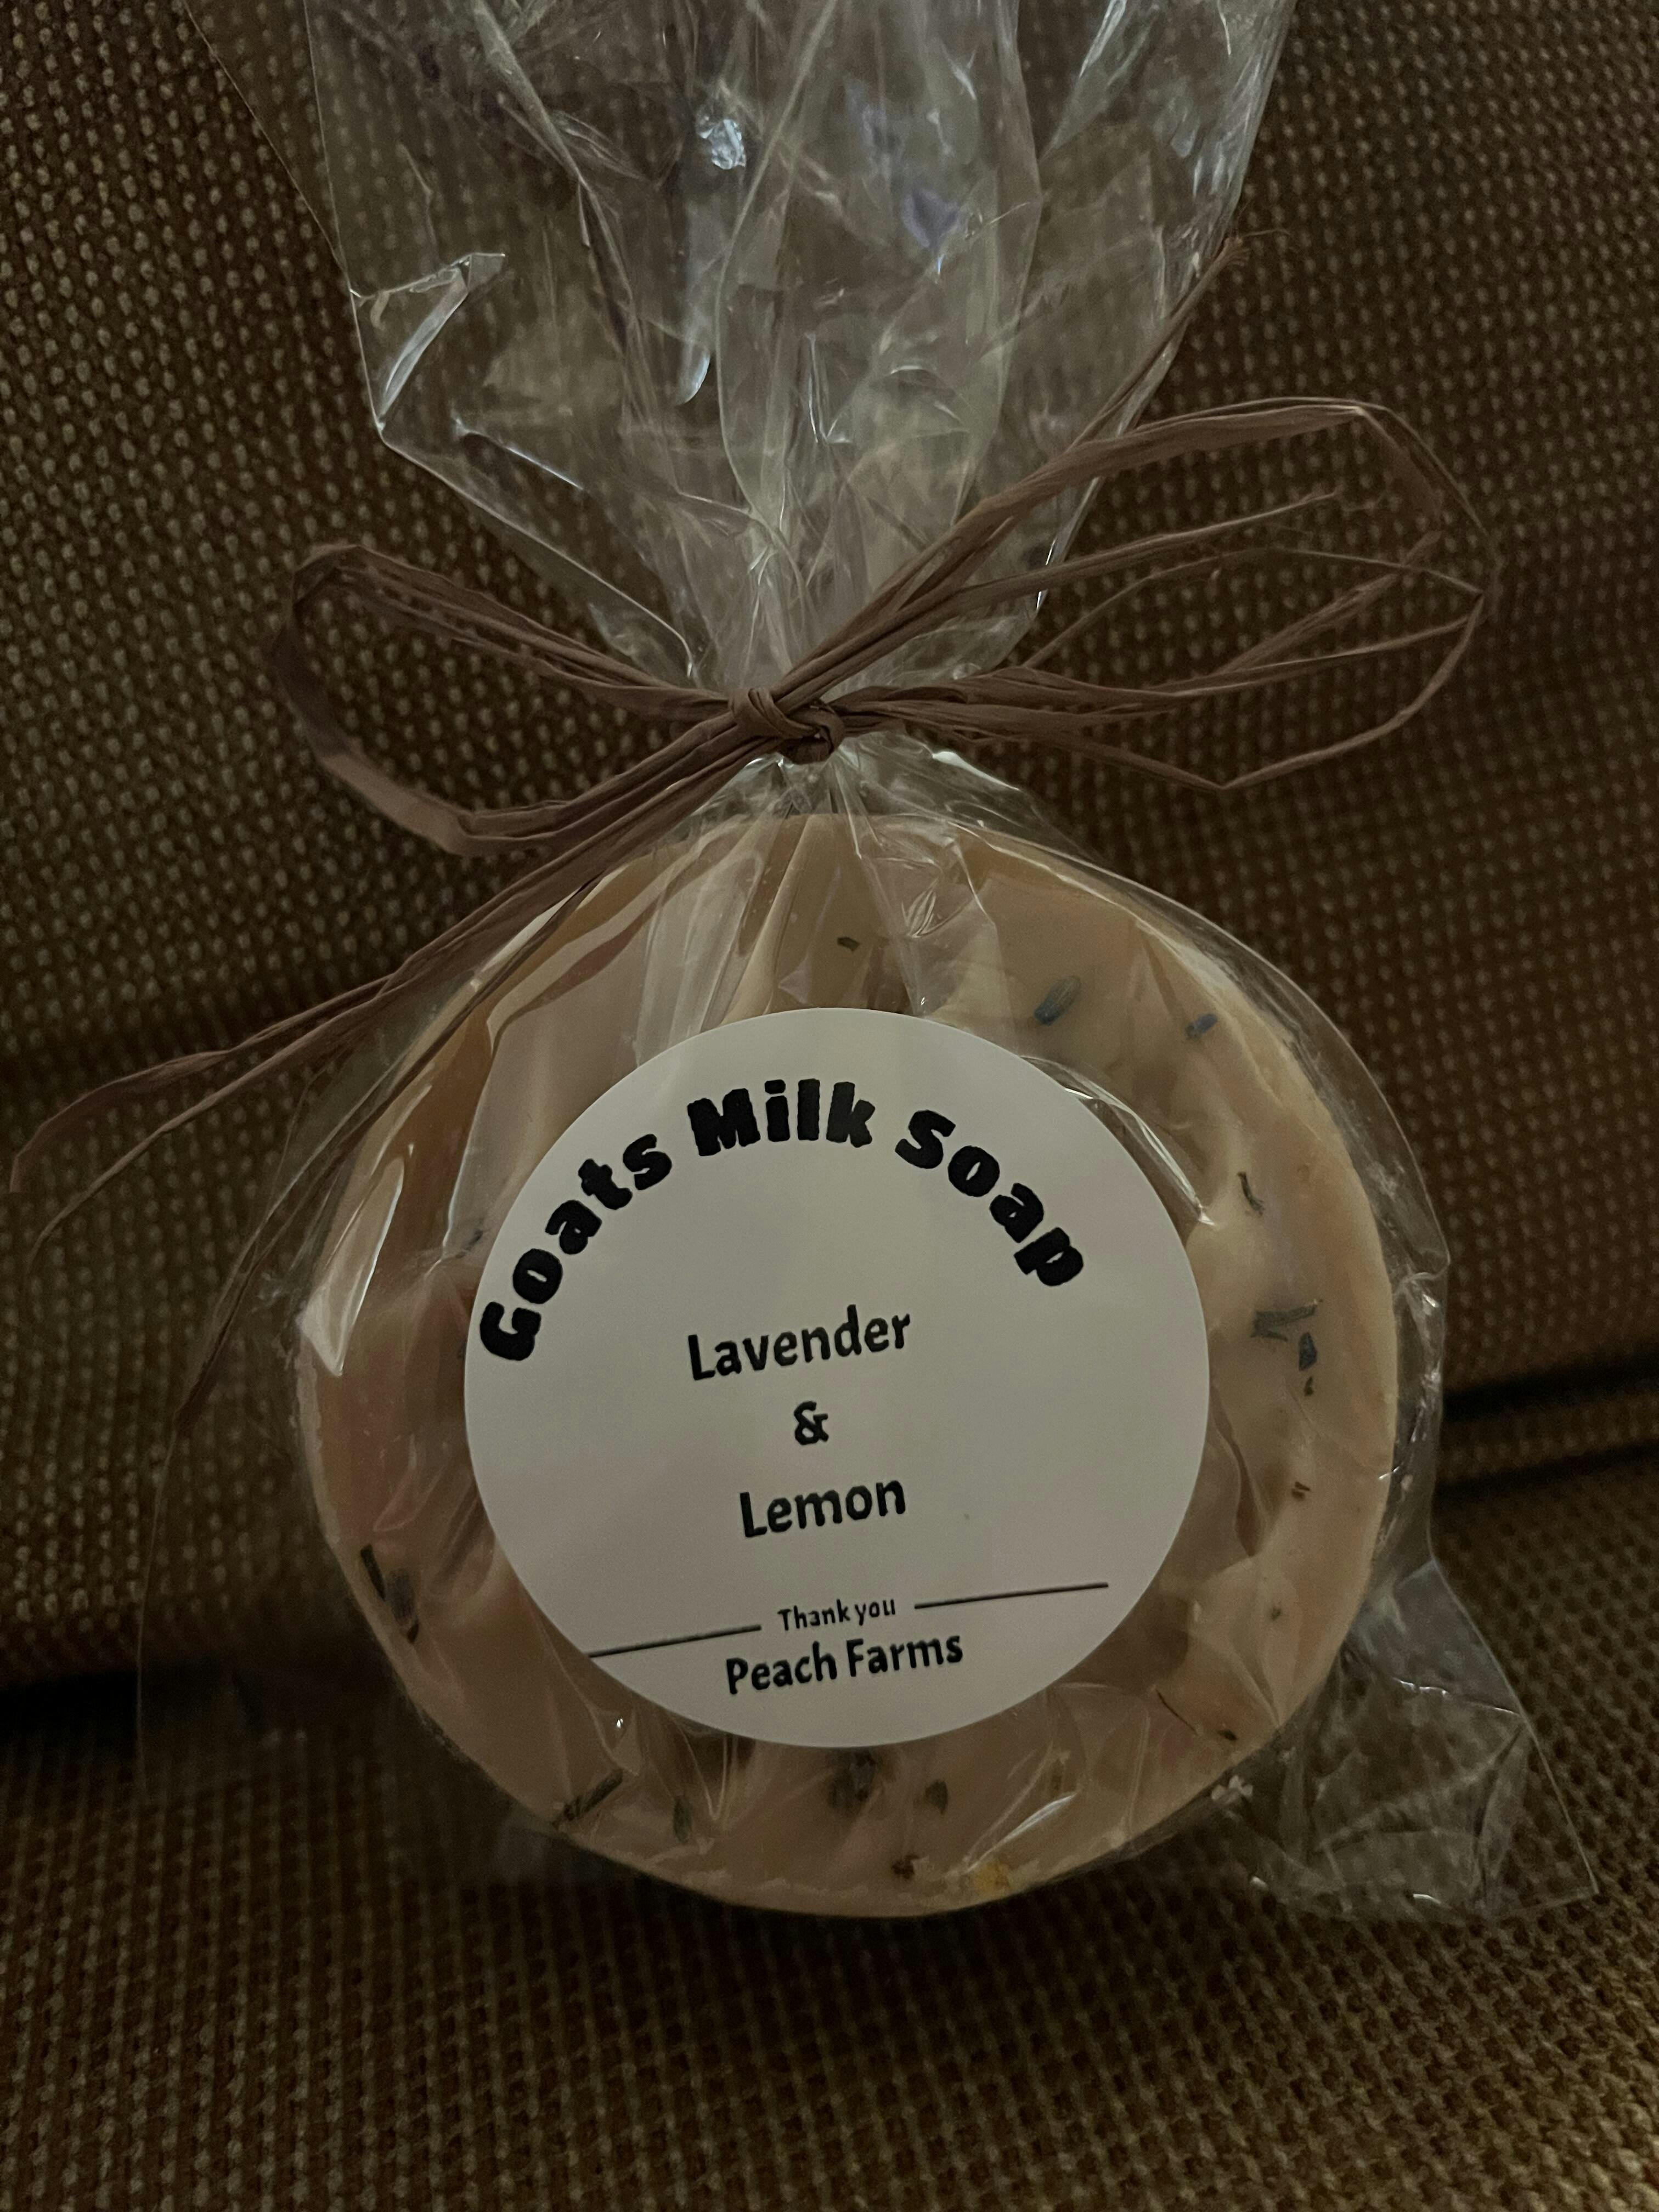 Goats Milk Soap
Lavender
&
Lemon
Thank you
Peach Farms